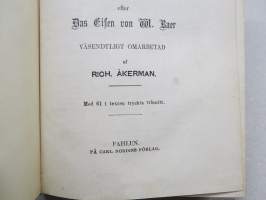 efter
Das Eisen von W. Baer
VÄSENDTLIGT OMARBETAD
af
RICH. ÅKERMAN.
Med 61 i texten tryckta träsnitt.
FAHLUN.
PÅ CARL NORDINS FÖRLAG.